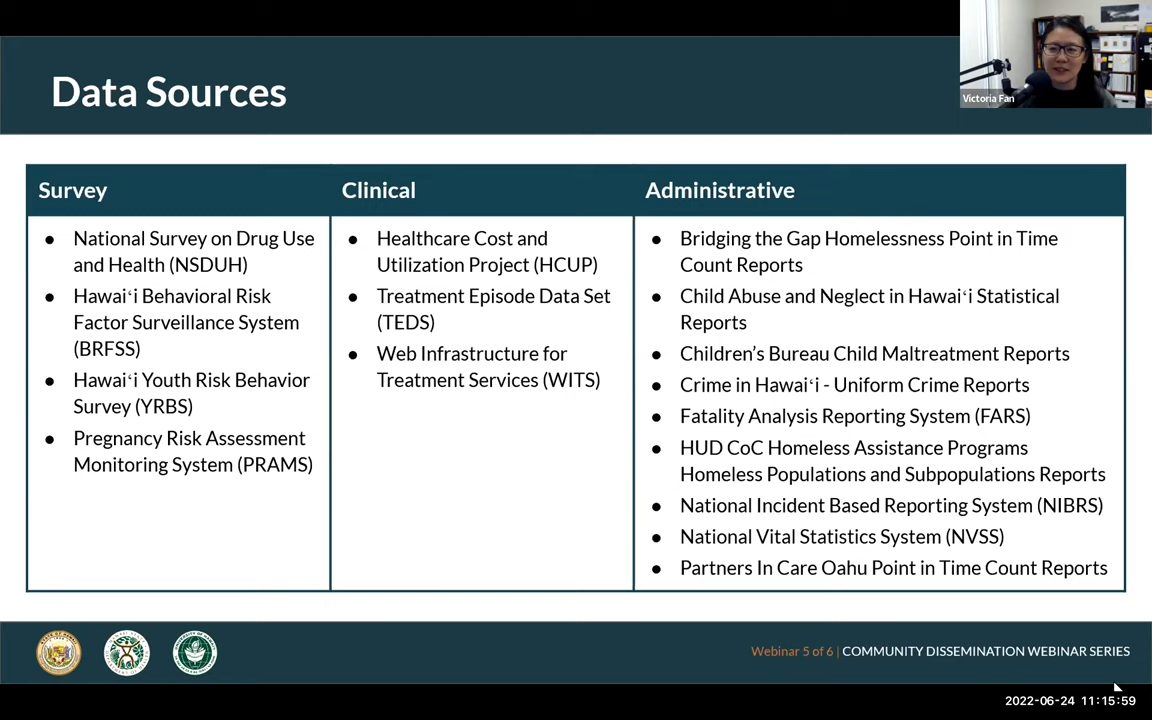 Data Sources
Victoria Fan
Survey
Clinical
Administrative
● National Survey on Drug Use
and Health (NSDUH)
● Hawaiʻi Behavioral Risk
Factor Surveillance System
(BRFSS)
● Hawaiʻi Youth Risk Behavior
Survey (YRBS)
● Pregnancy Risk Assessment
Monitoring System (PRAMS)
● Healthcare Cost and
Utilization Project (HCUP)
● Treatment Episode Data Set
(TEDS)
● Web Infrastructure for
Treatment Services (WITS)
● Bridging the Gap Homelessness Point in Time
Count Reports
● Child Abuse and Neglect in Hawaiʻi Statistical
Reports
● Children’s Bureau Child Maltreatment Reports
● Crime in Hawaiʻi - Uniform Crime Reports
● Fatality Analysis Reporting System (FARS)
● HUD CoC Homeless Assistance Programs
Homeless Populations and Subpopulations Reports
● National Incident Based Reporting System (NIBRS)
● National Vital Statistics System (NVSS)
● Partners In Care Oahu Point in Time Count Reports
Webinar 5 of 6 | COMMUNITY DISSEMINATION WEBINAR SERIES
2022-06-24 11:15:59